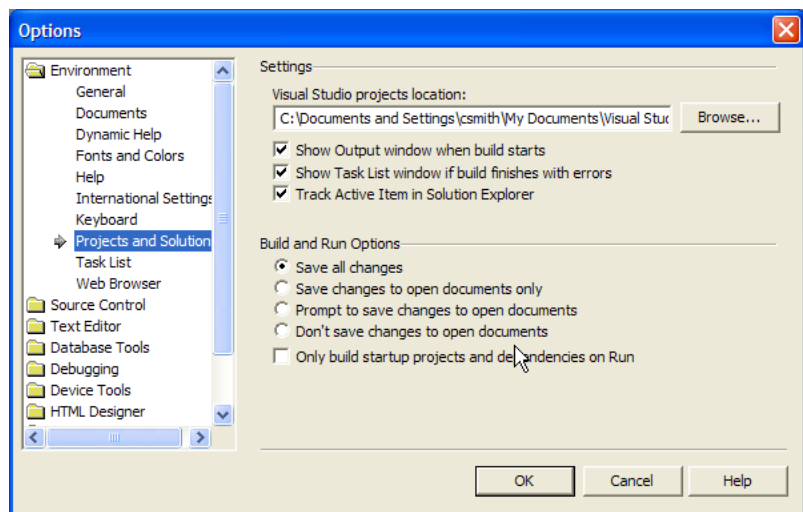 Options
Environment
General
Documents
Dynamic Help
Fonts and Colors
Help
International Settings
Keyboard
Projects and Solution
Task List
Web Browser
Source Control
Text Editor
Database Tools
Debugging
Device Tools
HTML Designer
Settings
Visual Studio projects location:
C:\Documents and Settings\csmith\My Documents\Visual Stuc
Browse...
Show Output window when build starts
Show Task List window if build finishes with errors
Track Active Item in Solution Explorer
Build and Run Options
Save all changes
Save changes to open documents only
Prompt to save changes to open documents
Don't save changes to open documents
Only build startup projects and dependencies on Run
OK
Cancel
Help